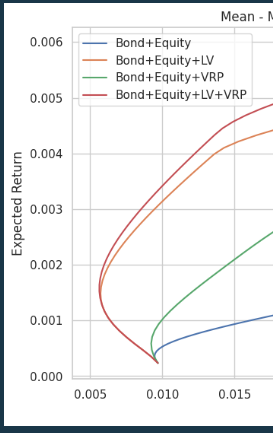 Mean - M
0.006
Bond+Equity
Bond+Equity+LV
Bond+Equity+VRP
Bond+Equity+LV+VRP
0.005
0.004
0.003
0.002
0.001
0.000
Expected Return
0.005 0.010 0.015